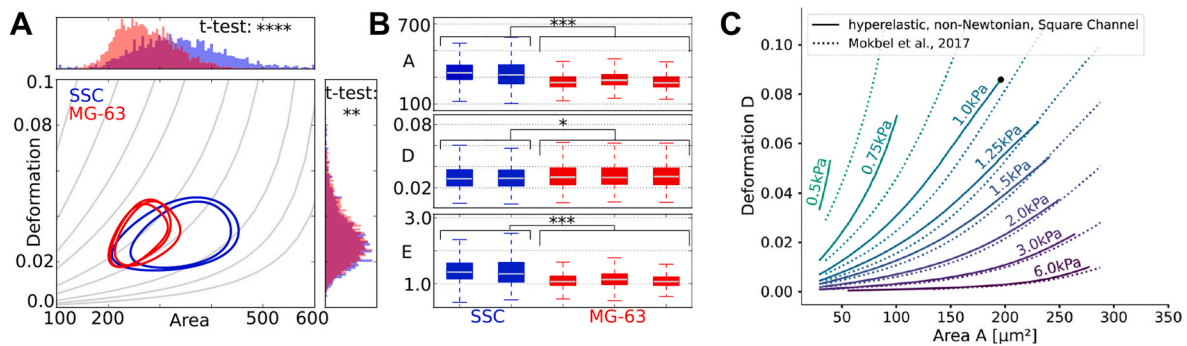 A
t-test: ****
0.1
0.08
Deformation
0.02
0.0
SSC
MG-63
100
200
Area
500
600
t-test:
**
B
700
A
100
***
0.08
D
0.02
*
3.0
E
1.0
***
SSC
MG-63
C
hyperelastic, non-Newtonian, Square Channel
Mokbel et al., 2017
Deformation D
0.10
0.08
0.06
0.04
0.02
0.00
0.5kPa
0.75kPa
1.0kPa
1.25kPa
1.5kPa
2.0kPa
3.0kPa
6.0kPa
50
100
150
200
250
300
350
Area A [μm²]